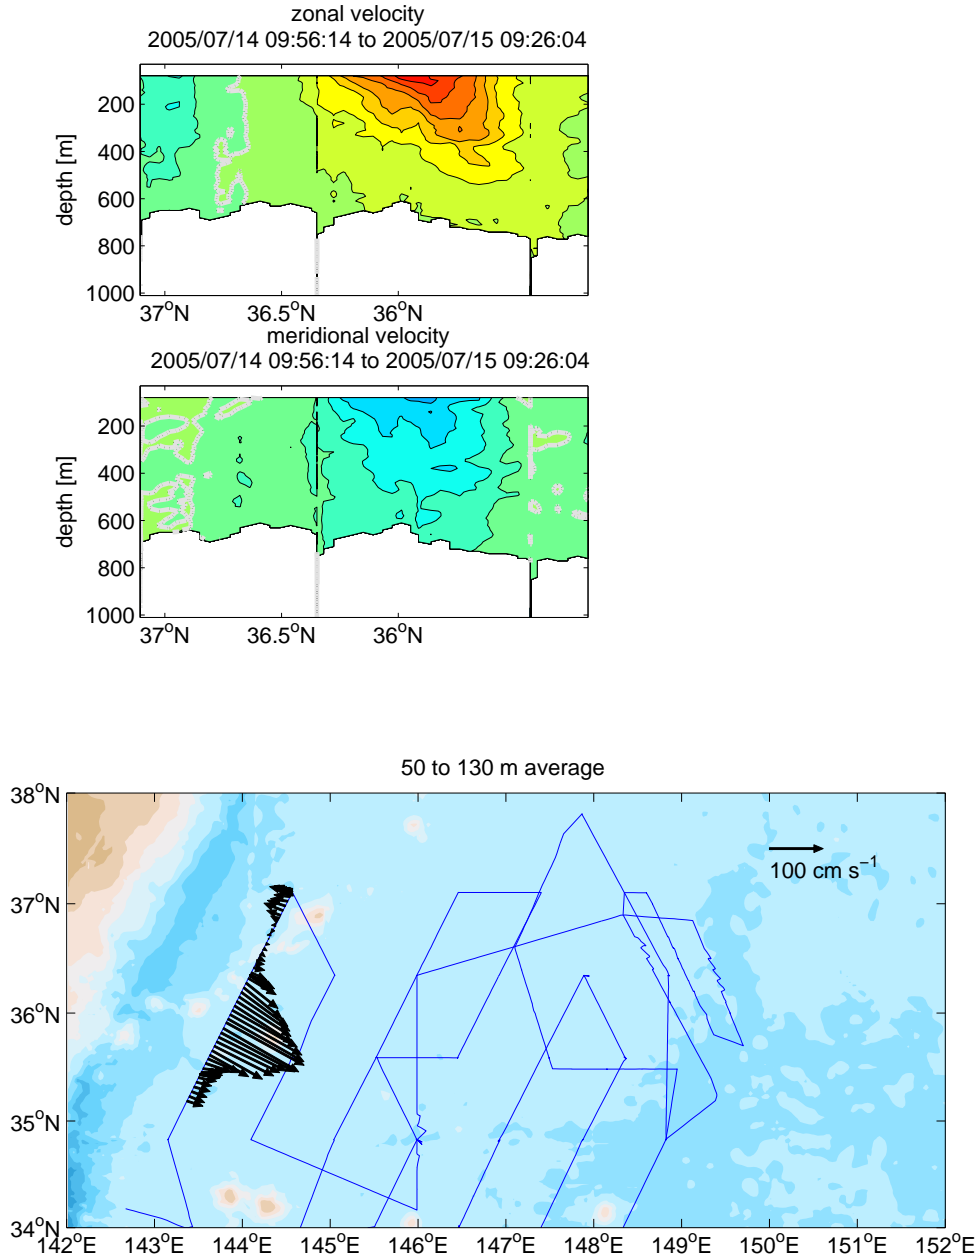 zonal velocity
2005/07/14 09:56:14 to 2005/07/15 09:26:04
200
400
600
800
1000
depth [m]
37°N
36.5°N
36°N
meridional velocity
2005/07/14 09:56:14 to 2005/07/15 09:26:04
200
400
600
800
1000
depth [m]
37°N
36.5°N
36°N
50 to 130 m average
38°N
37°N
36°N
35°N
34°N
100 cm s⁻¹
142°E
143°E
144°E
145°E
146°E
147°E
148°E
149°E
150°E
151°E
152°E